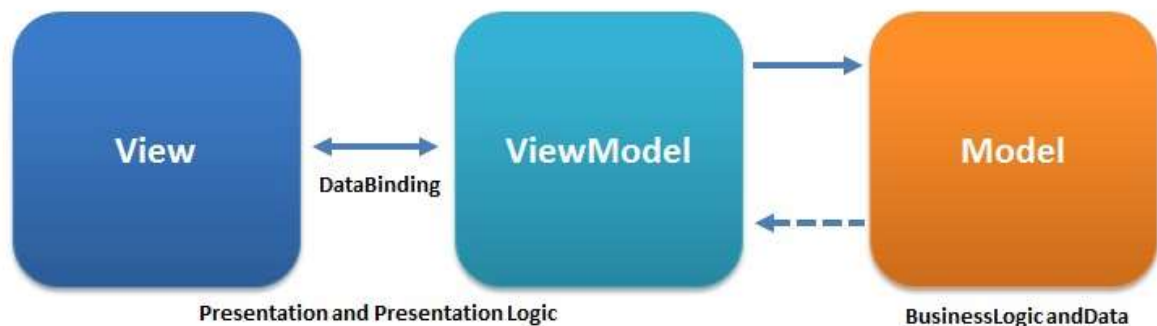 View
ViewModel
Model
DataBinding
Presentation and Presentation Logic
BusinessLogic andData